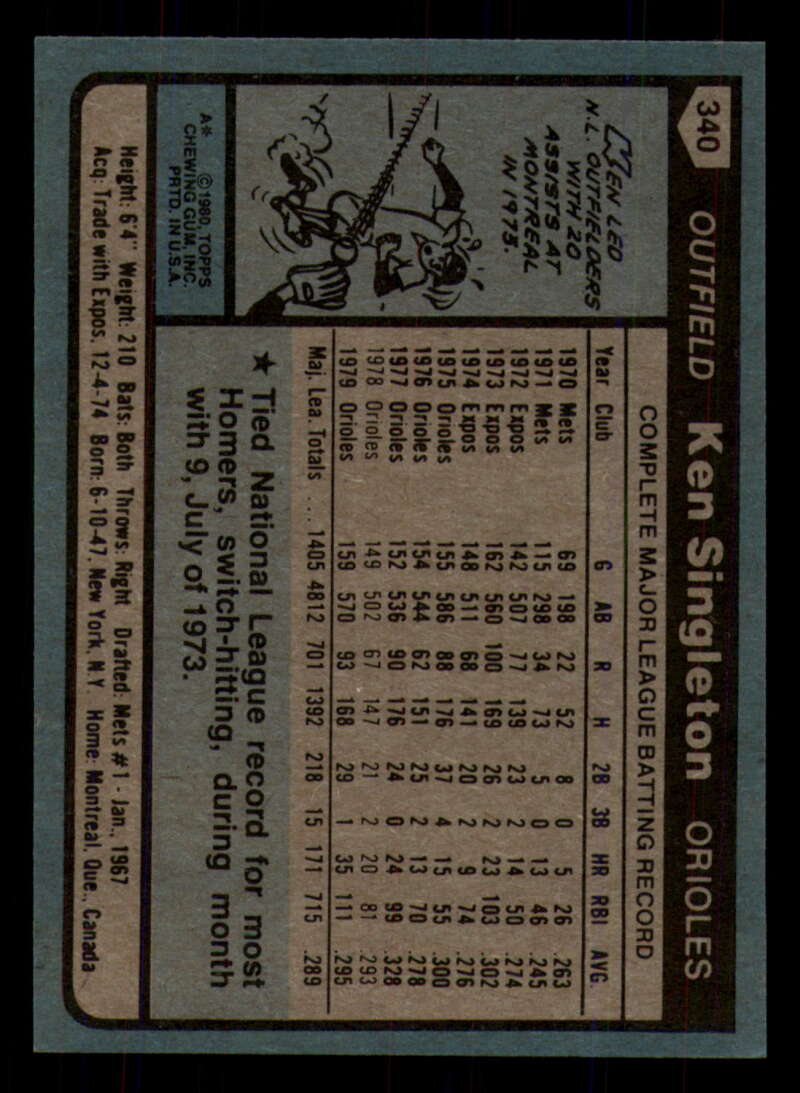 340 OUTFIELD Ken Singleton ORIOLES
KEN LED
N.L. OUTFIELDERS
WITH 20
ASSISTS AT
MONTREAL
IN 1973.
A* ©1980, TOPPS
CHEWING GUM, INC.
PRTD. IN U.S.A.
COMPLETE MAJOR LEAGUE BATTING RECORD
Year Club G AB R H 2B 3B HR RBI AVG.
1970 Mets 69 198 22 52 8 0 5 26 .263
1971 Mets 115 298 34 73 5 0 13 46 .245
1972 Expos 142 507 77 139 23 2 14 50 .274
1973 Expos 162 560 100 169 26 2 23 103 .302
1974 Expos 148 511 68 141 20 2 9 74 .276
1975 Orioles 155 586 88 176 37 4 15 55 .300
1976 Orioles 154 544 62 151 25 2 13 70 .278
1977 Orioles 152 536 90 176 24 0 24 99 .328
1978 Orioles 149 502 67 147 21 2 20 81 .293
1979 Orioles 159 570 93 168 29 1 35 111 .295
Maj. Lea. Totals ... 1405 4812 701 1392 218 15 171 715 .289
★ Tied National League record for most
Homers, switch-hitting, during month
with 9, July of 1973.
Height: 6'4" Weight: 210 Bats: Both Throws: Right Drafted: Mets #1 - Jan., 1967
Acq: Trade with Expos, 12-4-74 Born: 6-10-47, New York, N.Y. Home: Montreal, Que., Canada